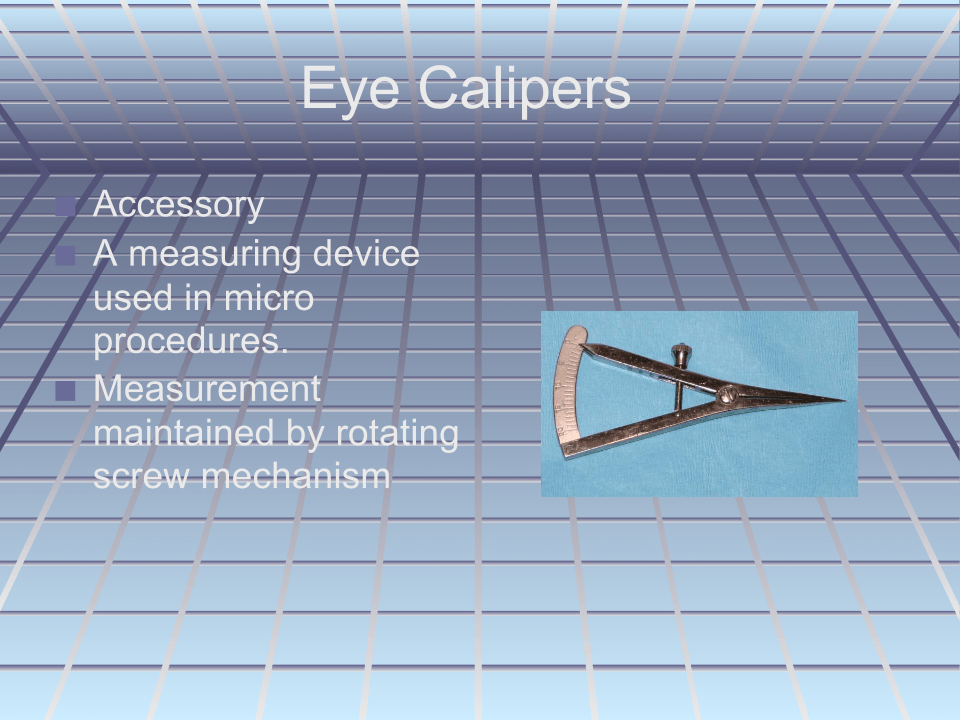 Eye Calipers
Accessory
A measuring device
used in micro
procedures.
Measurement
maintained by rotating
screw mechanism